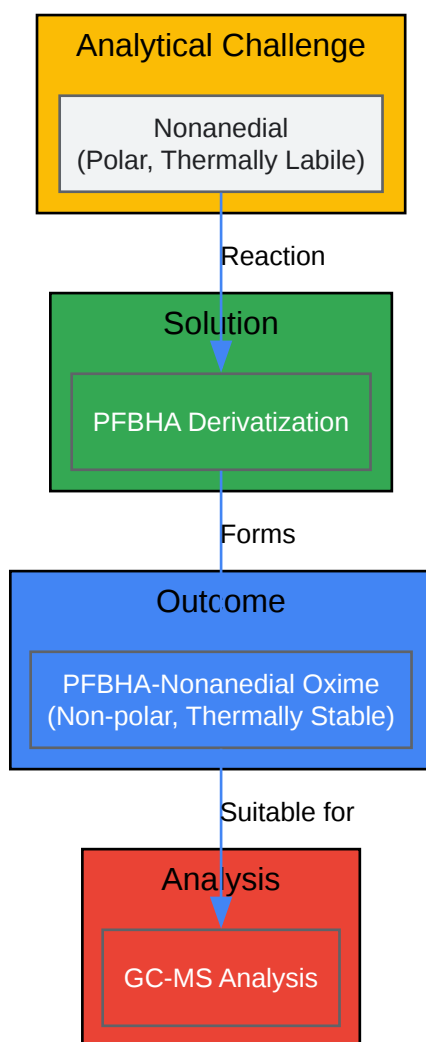 Analytical Challenge
Nonanedial
(Polar, Thermally Labile)
Reaction
Solution
PFBHA Derivatization
Forms
Outcome
PFBHA-Nonanedial Oxime
(Non-polar, Thermally Stable)
Suitable for
Analysis
GC-MS Analysis